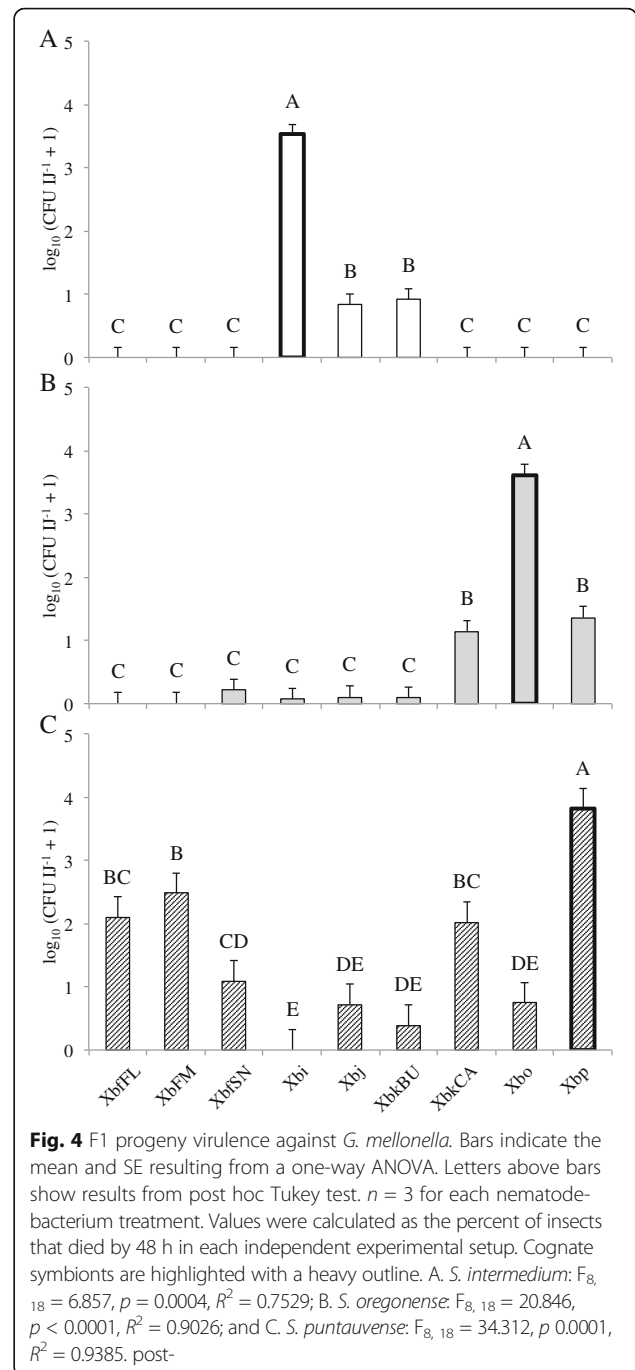 A
5
4
3
2
1
0
log10 (CFU IJ-1 + 1)
C C C A B B C C C
B
5
4
3
2
1
0
log10 (CFU IJ-1 + 1)
C C C C C C B A B
C
5
4
3
2
1
0
log10 (CFU IJ-1 + 1)
BC B CD E DE DE BC DE A
XbfFL XbFM XbfSN Xbi Xbj XbkBU XbkCA Xbo Xbp
Fig. 4 F1 progeny virulence against G. mellonella. Bars indicate the
mean and SE resulting from a one-way ANOVA. Letters above bars
show results from post hoc Tukey test. n = 3 for each nematode-
bacterium treatment. Values were calculated as the percent of insects
that died by 48 h in each independent experimental setup. Cognate
symbionts are highlighted with a heavy outline. A. S. intermedium: F8,
18 = 6.857, p = 0.0004, R2 = 0.7529; B. S. oregonense: F8, 18 = 20.846,
p < 0.0001, R2 = 0.9026; and C. S. puntauvense: F8, 18 = 34.312, p 0.0001,
R2 = 0.9385. post-